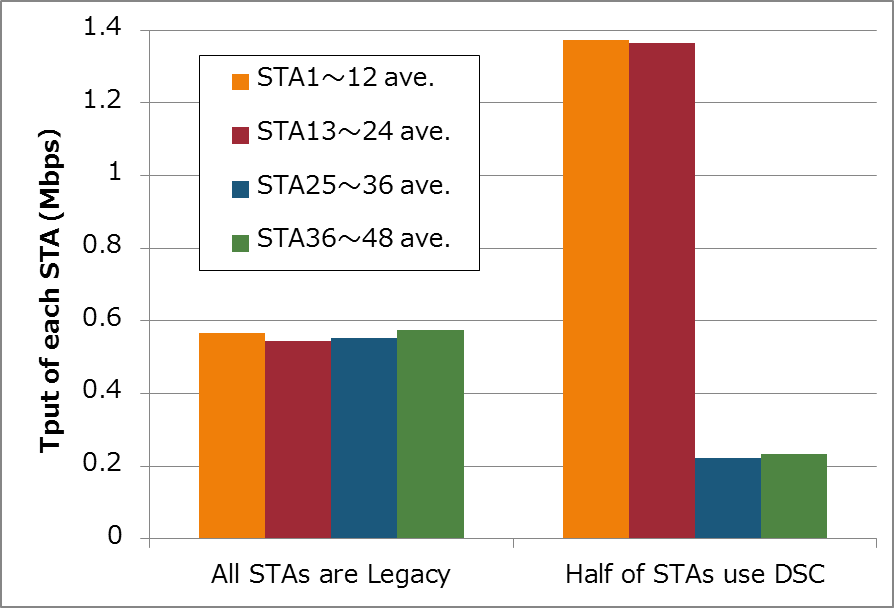 Tput of each STA (Mbps)
1.4
1.2
1
0.8
0.6
0.4
0.2
0
STA1～12 ave.
STA13～24 ave.
STA25～36 ave.
STA36～48 ave.
All STAs are Legacy
Half of STAs use DSC